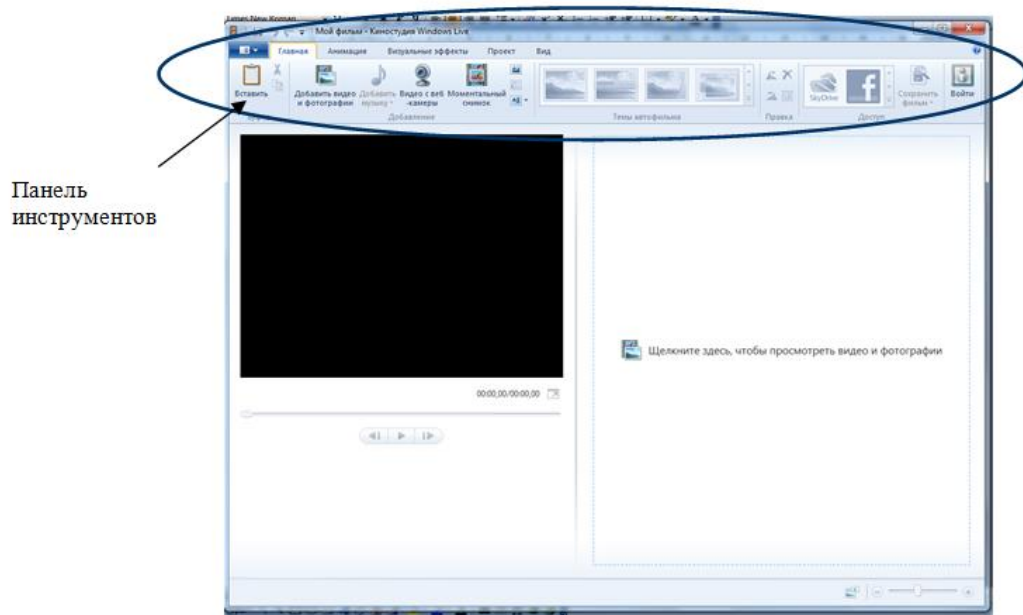 Мой фильм - Киностудия Windows Live
Главная Анимация Визуальные эффекты Проект Вид
Вставить
Добавить видео и фотографии
Добавить музыку
Видео с веб-камеры
Моментальный снимок
SkyDrive
Сохранить фильм
Войти
Добавление Темы автофильма Правка Доступ
Панель
инструментов
Щелкните здесь, чтобы просмотреть видео и фотографии
00:00,00/00:00,00